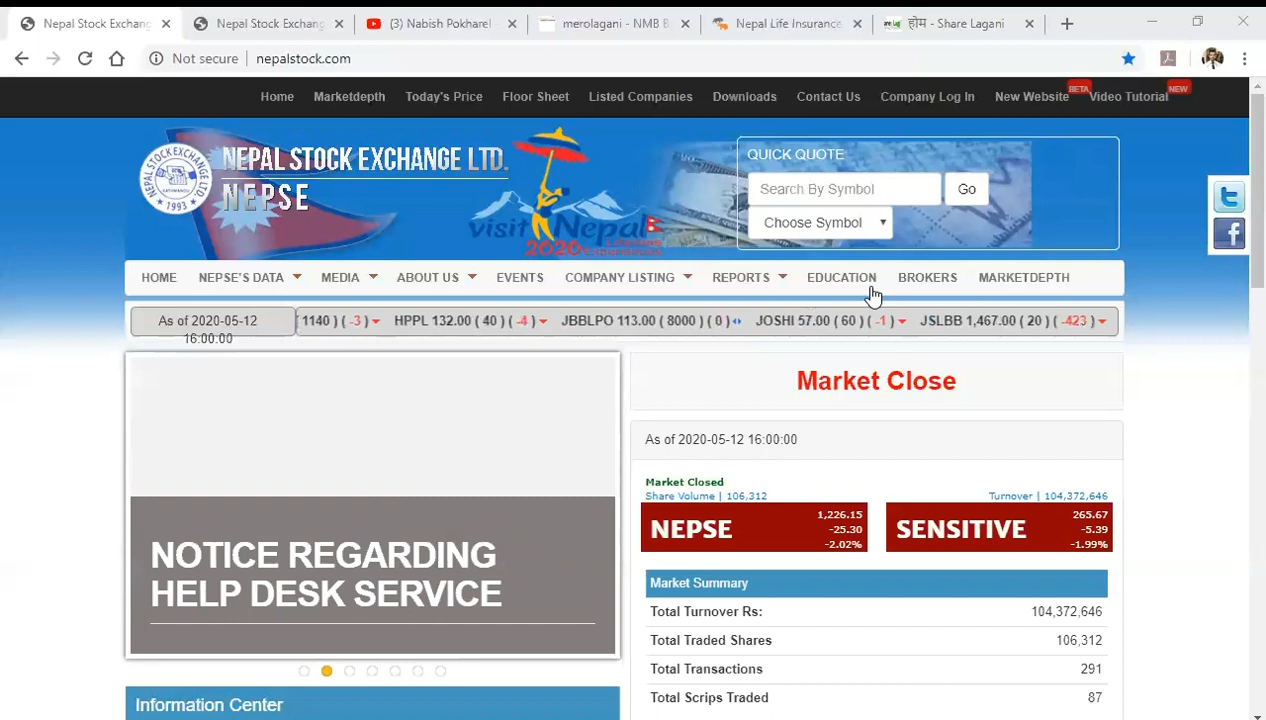 Nepal Stock Exchang
Nepal Stock Exchang
(3) Nabish Pokharel
merolagani - NMB B
Nepal Life Insurance
होम - Share Lagani
Not secure
nepalstock.com
Home
Marketdepth
Today's Price
Floor Sheet
Listed Companies
Downloads
Contact Us
Company Log In
New Website
BETA
Video Tutorial
NEW
NEPAL STOCK EXCHANGE LTD.
NEPSE
NEPAL STOCK EXCHANGE LTD
1993
visit Nepal
2020
QUICK QUOTE
Search By Symbol
Go
Choose Symbol
HOME
NEPSE'S DATA
MEDIA
ABOUT US
EVENTS
COMPANY LISTING
REPORTS
EDUCATION
BROKERS
MARKETDEPTH
As of 2020-05-12
16:00:00
1140 ) ( -3 )
HPPL 132.00 ( 40 ) ( -4 )
JBBLPO 113.00 ( 8000 ) ( 0 )
JOSHI 57.00 ( 60 ) ( -1 )
JSLBB 1,467.00 ( 20 ) ( -423 )
NOTICE REGARDING
HELP DESK SERVICE
Information Center
Market Close
As of 2020-05-12 16:00:00
Market Closed
Share Volume | 106,312
Turnover | 104,372,646
NEPSE
1,226.15
-25.30
-2.02%
SENSITIVE
265.67
-5.39
-1.99%
Market Summary
Total Turnover Rs: 104,372,646
Total Traded Shares 106,312
Total Transactions 291
Total Scrips Traded 87